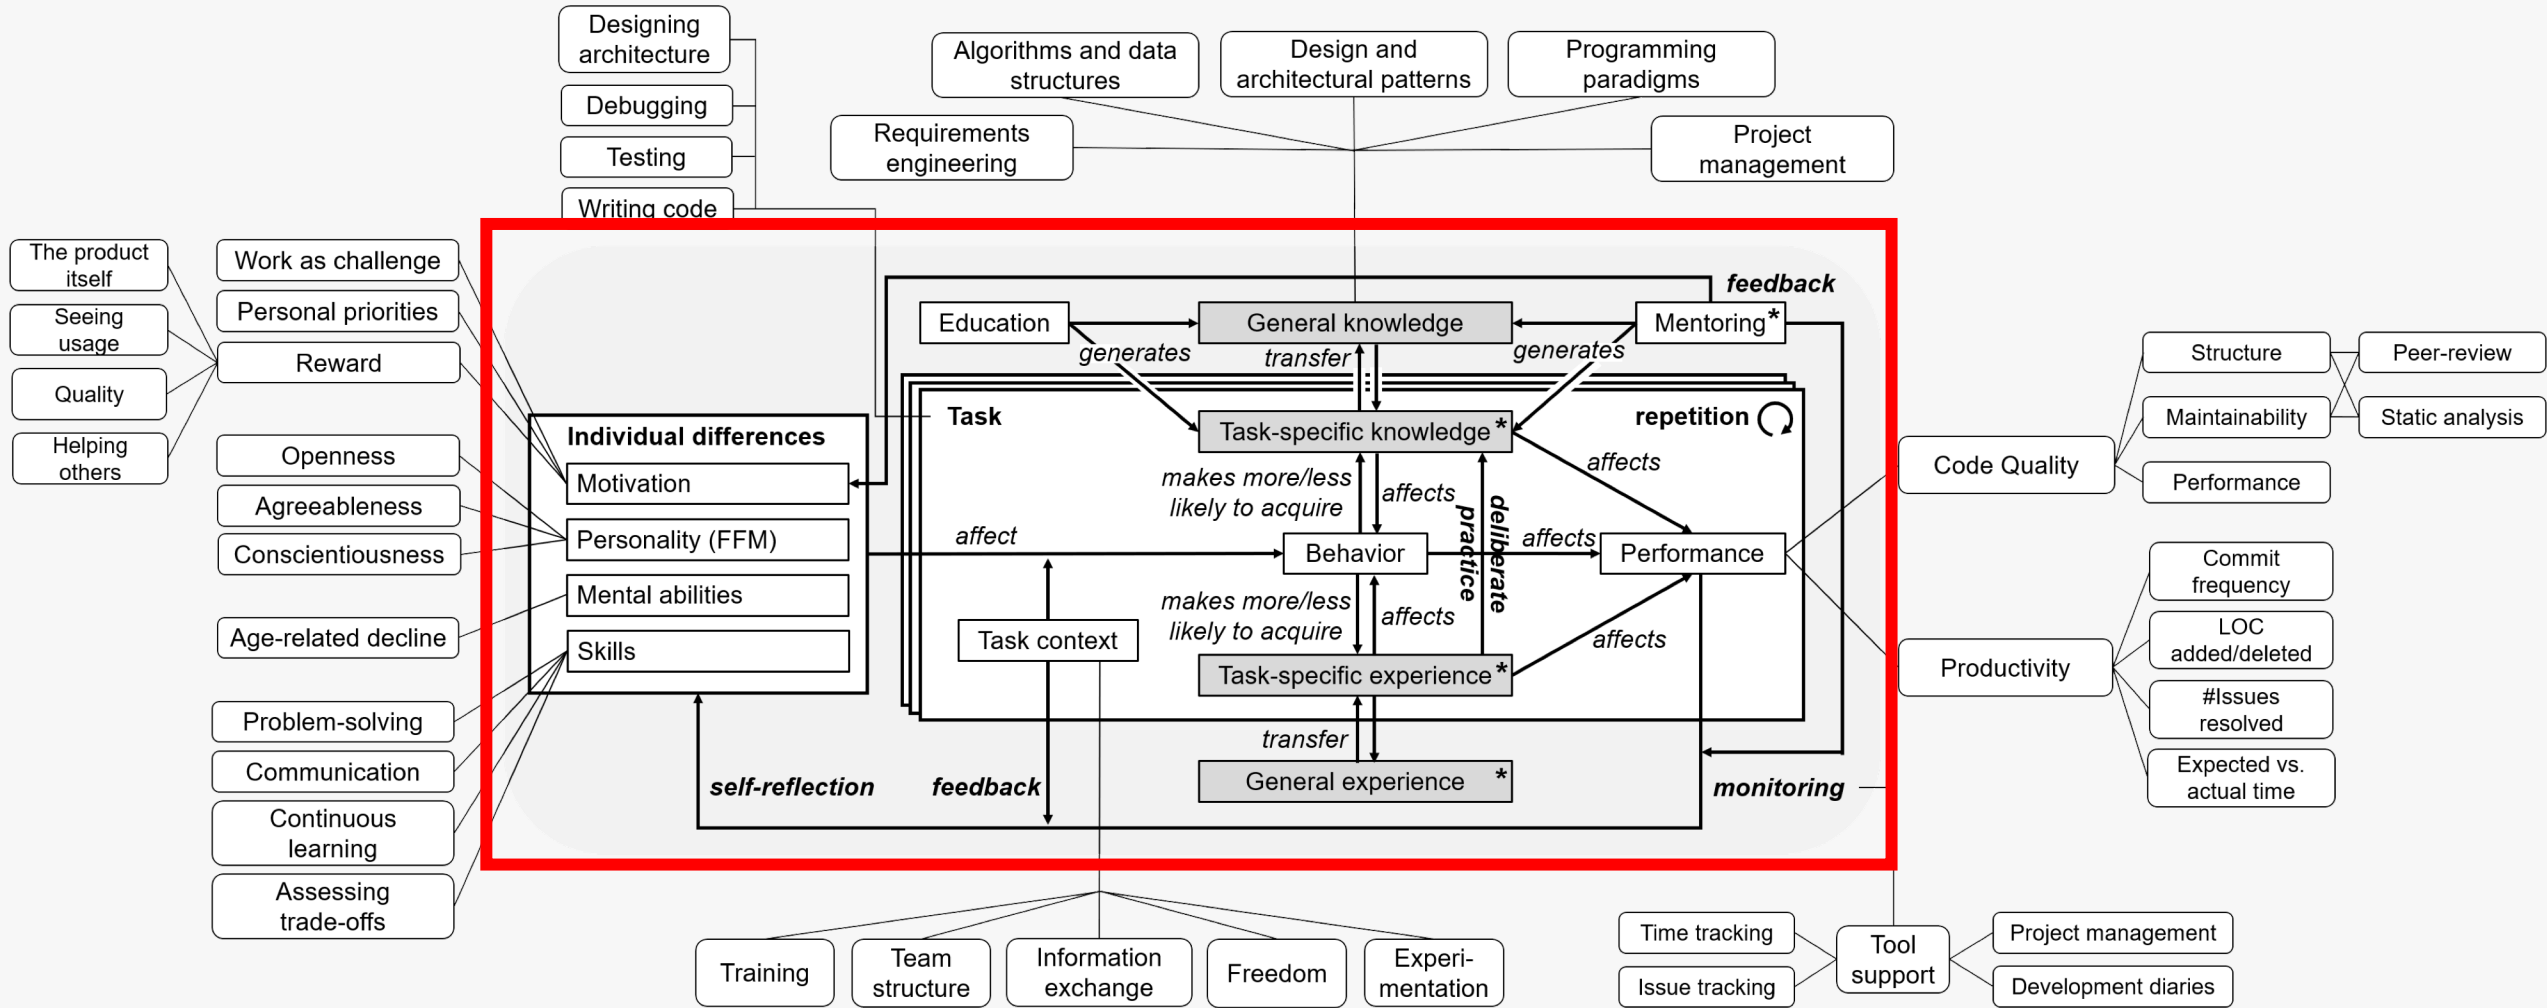 Designing
architecture
Debugging
Testing
Writing code
Algorithms and data
structures
Design and
architectural patterns
Programming
paradigms
Requirements
engineering
Project
management
The product
itself
Seeing
usage
Quality
Helping
others
Work as challenge
Personal priorities
Reward
Openness
Agreeableness
Conscientiousness
Age-related decline
Problem-solving
Communication
Continuous
learning
Assessing
trade-offs
Individual differences
Motivation
Personality (FFM)
Mental abilities
Skills
feedback
Education
General knowledge
Mentoring*
generates
transfer
generates
Task
Task-specific knowledge*
repetition
makes more/less
likely to acquire
affects
affects
deliberate
practice
affect
Behavior
affects
Performance
makes more/less
likely to acquire
affects
affects
Task context
Task-specific experience*
transfer
General experience *
self-reflection
feedback
monitoring
Code Quality
Structure
Maintainability
Performance
Peer-review
Static analysis
Productivity
Commit
frequency
LOC
added/deleted
#Issues
resolved
Expected vs.
actual time
Training
Team
structure
Information
exchange
Freedom
Experi-
mentation
Time tracking
Issue tracking
Tool
support
Project management
Development diaries